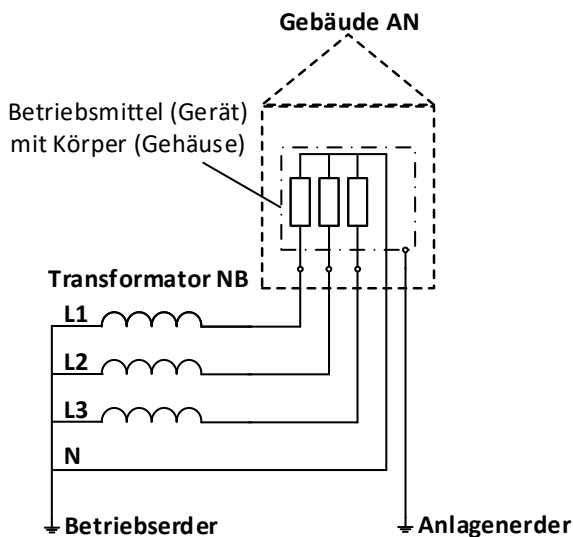 Gebäude AN
Betriebsmittel (Gerät)
mit Körper (Gehäuse)
Transformator NB
L1
L2
L3
N
Betriebserder
Anlagenerder